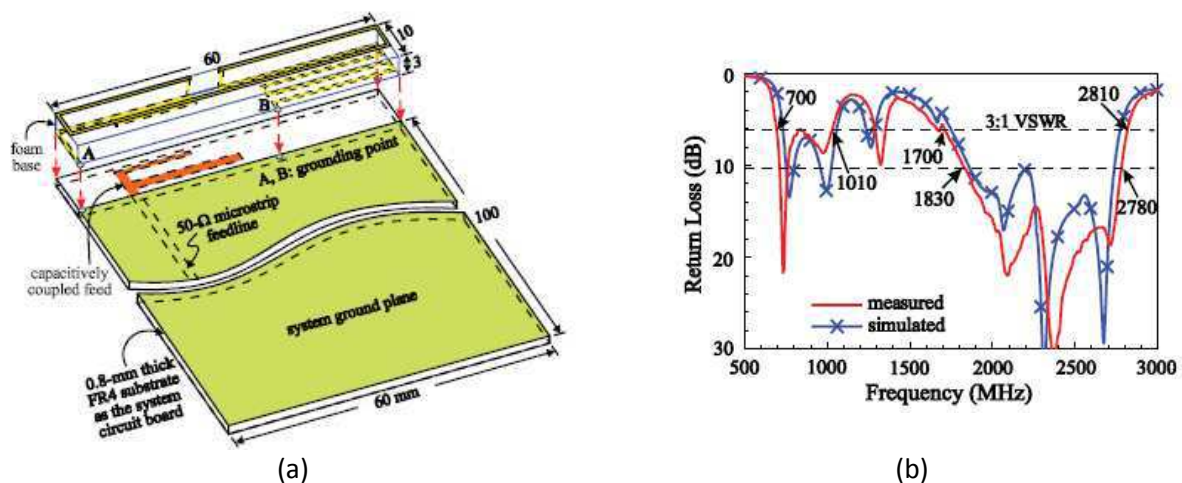 60
10
3
foam
base
A
B
A, B: grounding point
50-Ω microstrip
feedline
100
capacitively
coupled feed
system ground plane
0.8-mm thick
FR4 substrate
as the system
circuit board
60 mm
(a)
Return Loss (dB)
0
10
20
30
700
2810
3:1 VSWR
1010
1700
1830
2780
measured
simulated
500
1000
1500
2000
2500
3000
Frequency (MHz)
(b)